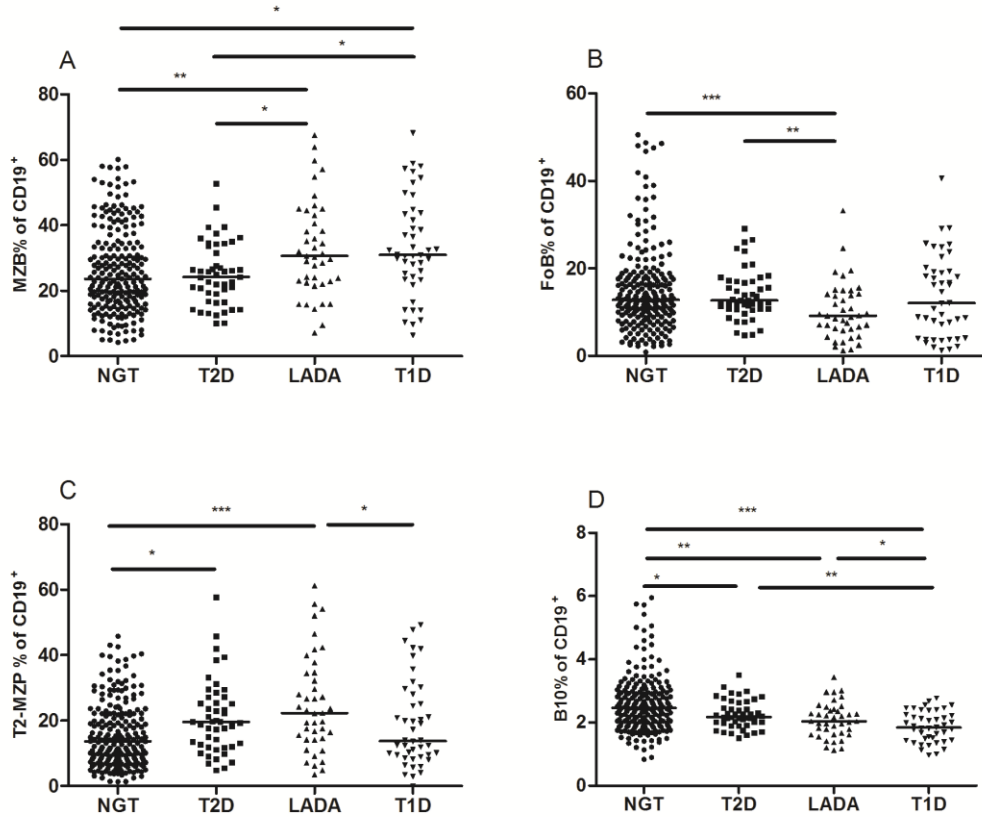 *
*
A
**
*
80
60
40
20
0
MZB% of CD19⁺
NGT T2D LADA T1D
B
***
**
60
40
20
0
FoB% of CD19⁺
NGT T2D LADA T1D
C
***
*
*
80
60
40
20
0
T2-MZP % of CD19⁺
NGT T2D LADA T1D
D
***
**
*
*
**
8
6
4
2
0
B10% of CD19⁺
NGT T2D LADA T1D